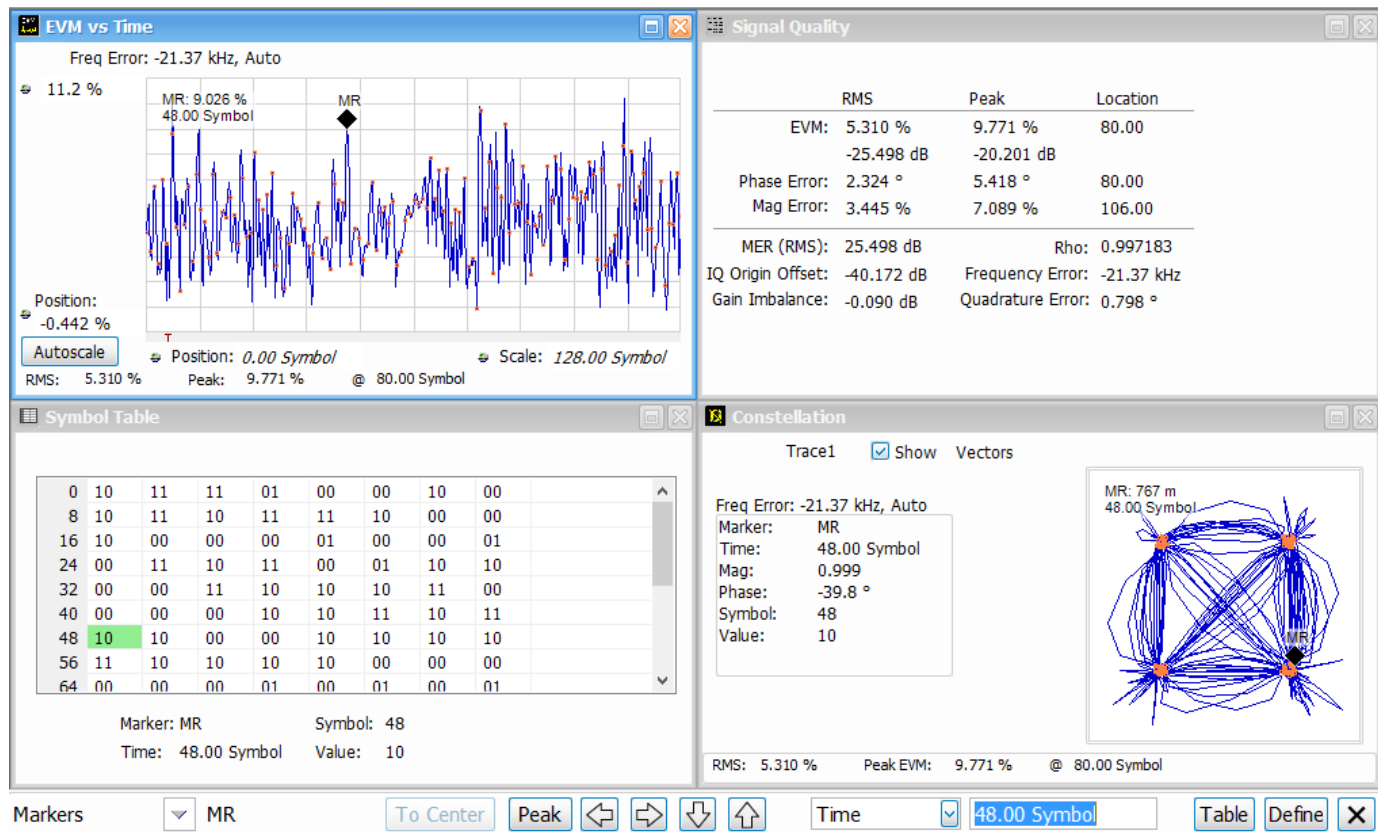 EVM vs Time
Freq Error: -21.37 kHz, Auto
11.2 %
MR: 9.026 %
48.00 Symbol
MR
Position:
-0.442 %
T
Autoscale
Position: 0.00 Symbol
Scale: 128.00 Symbol
RMS: 5.310 % Peak: 9.771 % @ 80.00 Symbol
Signal Quality
RMS Peak Location
EVM: 5.310 % 9.771 % 80.00
-25.498 dB -20.201 dB
Phase Error: 2.324 ° 5.418 ° 80.00
Mag Error: 3.445 % 7.089 % 106.00
MER (RMS): 25.498 dB Rho: 0.997183
IQ Origin Offset: -40.172 dB Frequency Error: -21.37 kHz
Gain Imbalance: -0.090 dB Quadrature Error: 0.798 °
Symbol Table
0 10 11 11 01 00 00 10 00
8 10 11 10 11 11 10 00 00
16 10 00 00 00 01 00 00 01
24 00 11 10 11 00 01 10 10
32 00 00 11 10 10 10 11 00
40 00 00 00 10 10 11 10 11
48 10 10 00 00 10 10 10 10
56 11 10 10 10 10 00 00 00
64 00 00 00 01 00 01 00 01
Marker: MR Symbol: 48
Time: 48.00 Symbol Value: 10
Constellation
Trace1 Show Vectors
Freq Error: -21.37 kHz, Auto
Marker: MR
Time: 48.00 Symbol
Mag: 0.999
Phase: -39.8 °
Symbol: 48
Value: 10
MR: 767 m
48.00 Symbol
MR
RMS: 5.310 % Peak EVM: 9.771 % @ 80.00 Symbol
Markers MR To Center Peak Time 48.00 Symbol Table Define